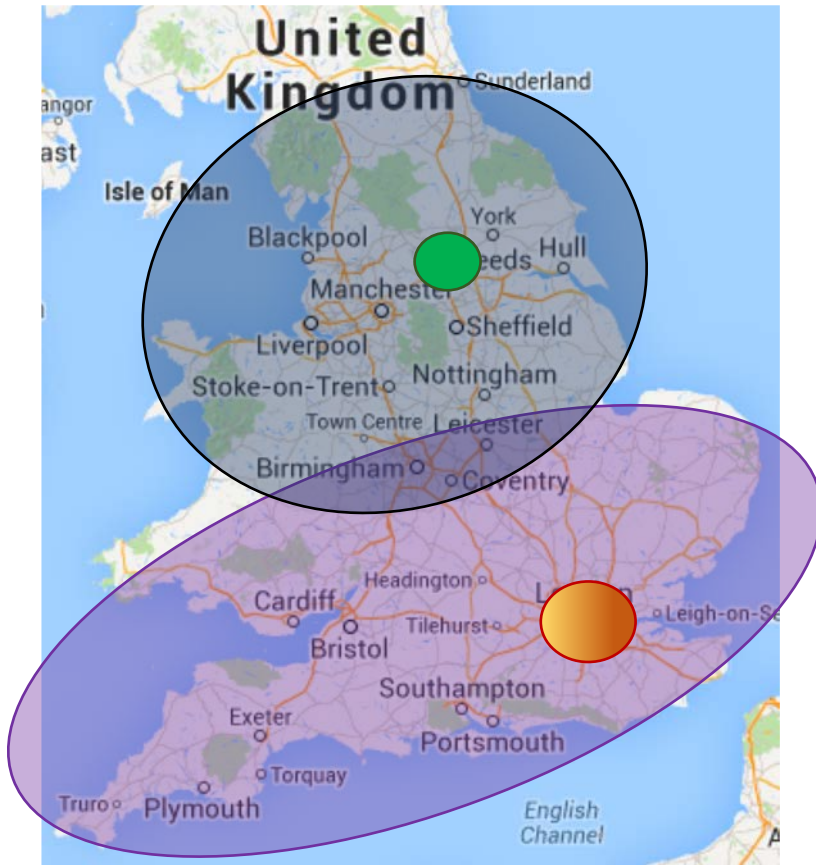 United
Kingdom
Sunderland
angor
ast
Isle of Man
York
Blackpool
eeds
Hull
Manchester
Sheffield
Liverpool
Stoke-on-Trent
Nottingham
Town Centre
Leicester
Birmingham
Coventry
Headington
Cardiff
Leigh-on-Se
Tilehurst
Bristol
Southampton
Exeter
Portsmouth
Torquay
Truro
Plymouth
English
Channel
A